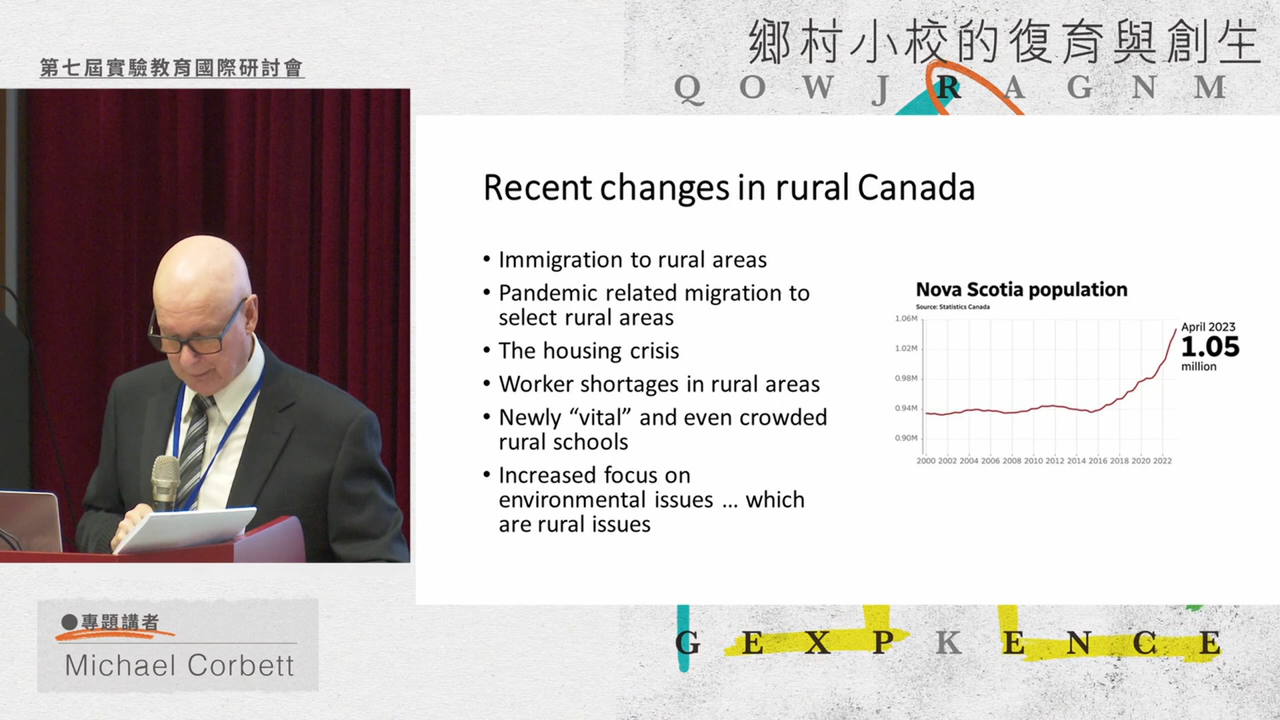 第七屆實驗教育國際研討會
鄉村小校的復育與創生
Q O W J R A G N M
Recent changes in rural Canada
• Immigration to rural areas
• Pandemic related migration to
select rural areas
• The housing crisis
• Worker shortages in rural areas
• Newly “vital” and even crowded
rural schools
• Increased focus on
environmental issues ... which
are rural issues
Nova Scotia population
Source: Statistics Canada
1.06M
1.02M
0.98M
0.94M
0.90M
2000 2002 2004 2006 2008 2010 2012 2014 2016 2018 2020 2022
April 2023
1.05
million
●專題講者
Michael Corbett
G E X P K E N C E